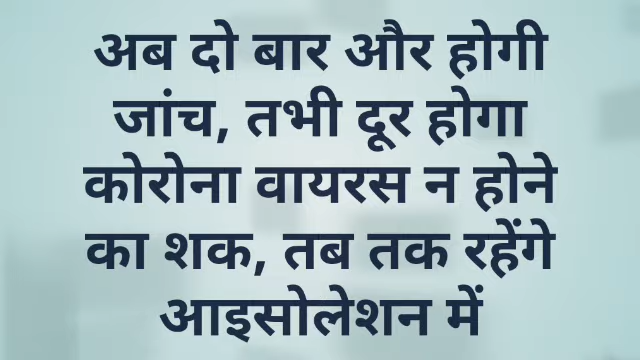 अब दो बार और होगी
जांच, तभी दूर होगा
कोरोना वायरस न होने
का शक, तब तक रहेंगे
आइसोलेशन में